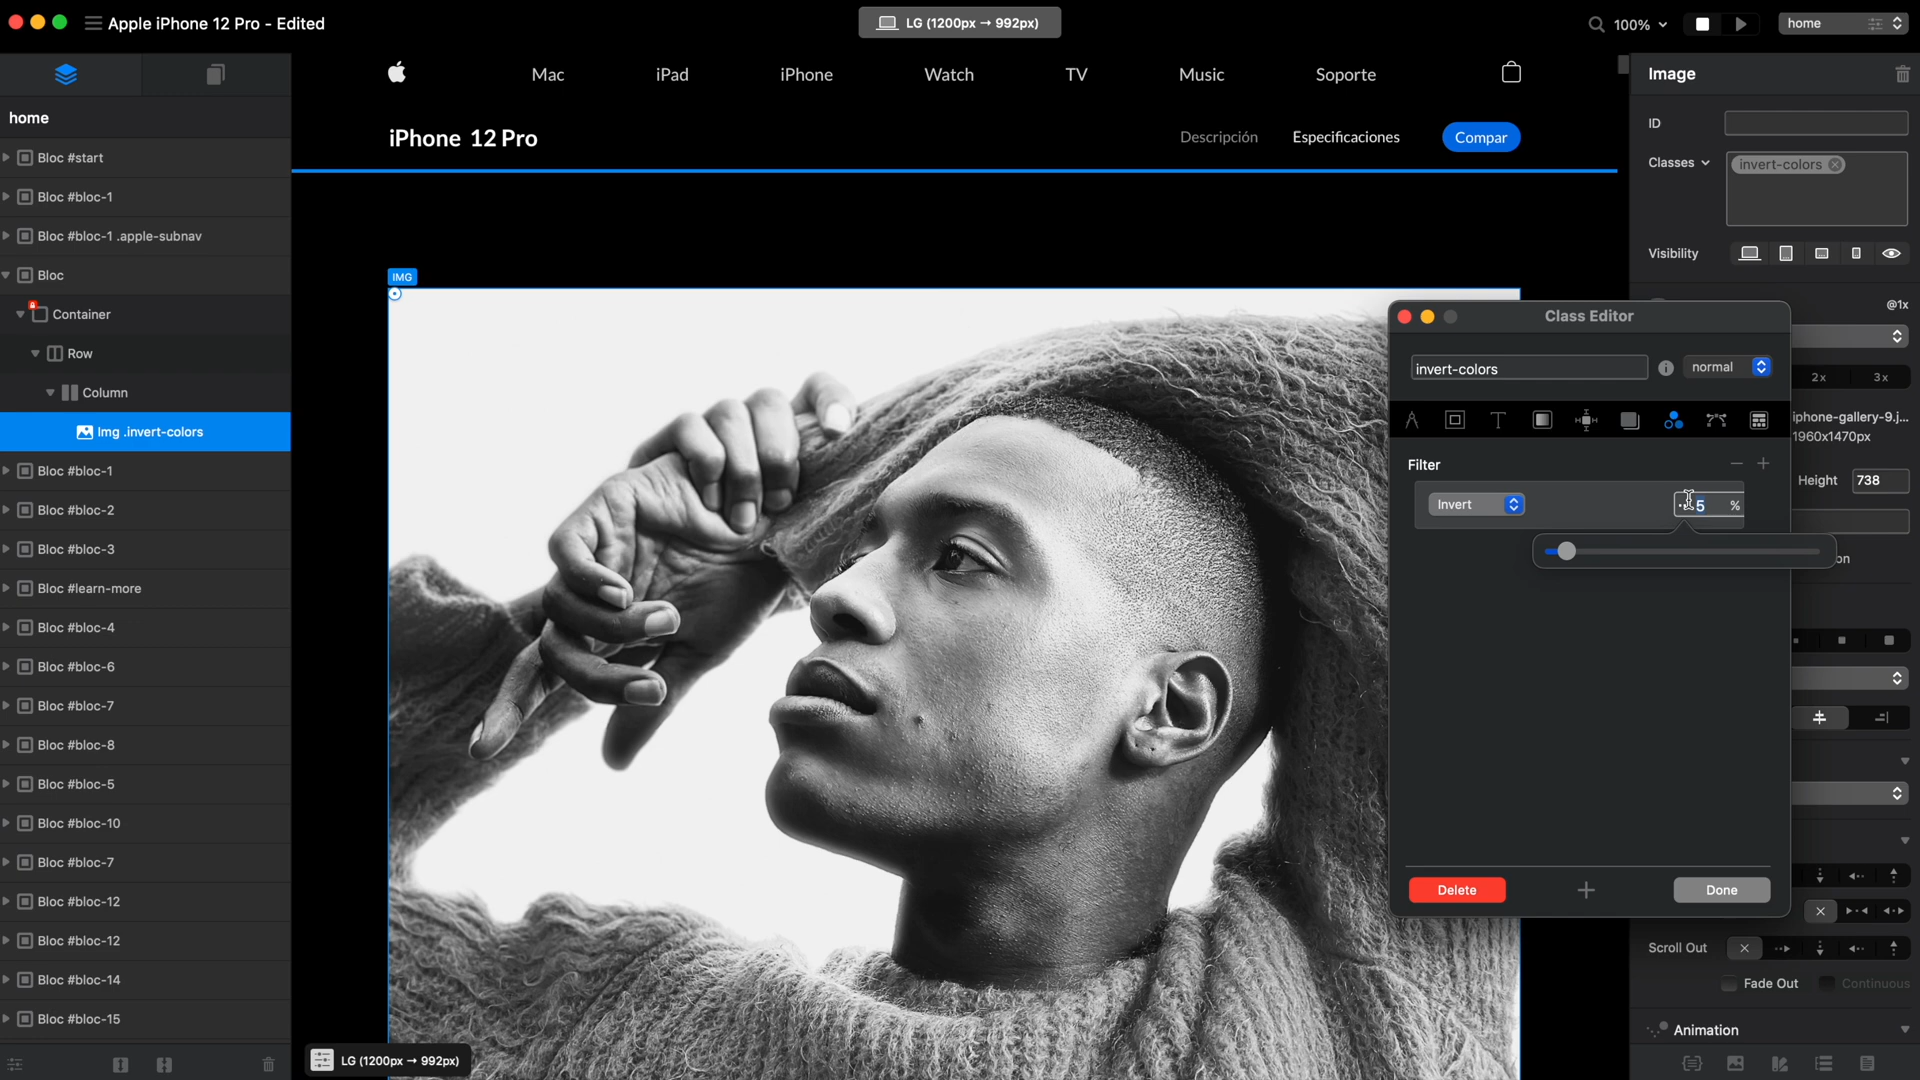 Apple iPhone 12 Pro - Edited
LG (1200px → 992px)
100%
home
home
Bloc #start
Bloc #bloc-1
Bloc #bloc-1 .apple-subnav
Bloc
Container
Row
Column
Img .invert-colors
Bloc #bloc-1
Bloc #bloc-2
Bloc #bloc-3
Bloc #learn-more
Bloc #bloc-4
Bloc #bloc-6
Bloc #bloc-7
Bloc #bloc-8
Bloc #bloc-5
Bloc #bloc-10
Bloc #bloc-7
Bloc #bloc-12
Bloc #bloc-12
Bloc #bloc-14
Bloc #bloc-15
Mac iPad iPhone Watch TV Music Soporte
iPhone 12 Pro
Descripción Especificaciones Compar
IMG
LG (1200px → 992px)
Class Editor
invert-colors
normal
Filter
Invert
5 %
Delete
Done
Image
ID
Classes
invert-colors
Visibility
@1x
2x 3x
iphone-gallery-9.j...
1960x1470px
Height 738
on
Scroll Out
Fade Out Continuous
Animation